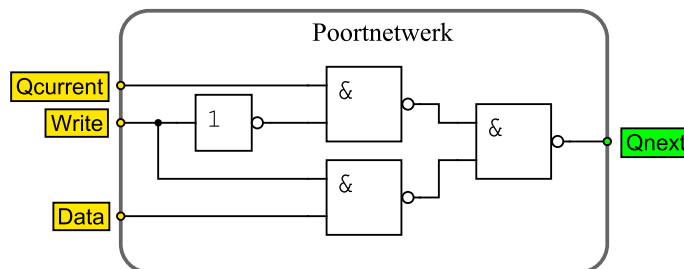 Poortnetwerk
Qcurrent
&
Write
1
&
Qnext
&
Data